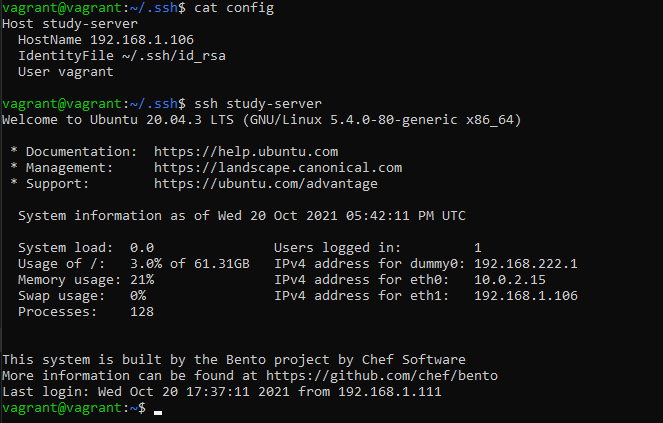 vagrant@vagrant:~/.ssh$ cat config
Host study-server
  HostName 192.168.1.106
  IdentityFile ~/.ssh/id_rsa
  User vagrant

vagrant@vagrant:~/.ssh$ ssh study-server
Welcome to Ubuntu 20.04.3 LTS (GNU/Linux 5.4.0-80-generic x86_64)

 * Documentation:  https://help.ubuntu.com
 * Management:     https://landscape.canonical.com
 * Support:        https://ubuntu.com/advantage

  System information as of Wed 20 Oct 2021 05:42:11 PM UTC

  System load:  0.0               Users logged in:         1
  Usage of /:   3.0% of 61.31GB   IPv4 address for dummy0: 192.168.222.1
  Memory usage: 21%               IPv4 address for eth0:   10.0.2.15
  Swap usage:   0%                IPv4 address for eth1:   192.168.1.106
  Processes:    128


This system is built by the Bento project by Chef Software
More information can be found at https://github.com/chef/bento
Last login: Wed Oct 20 17:37:11 2021 from 192.168.1.111
vagrant@vagrant:~$